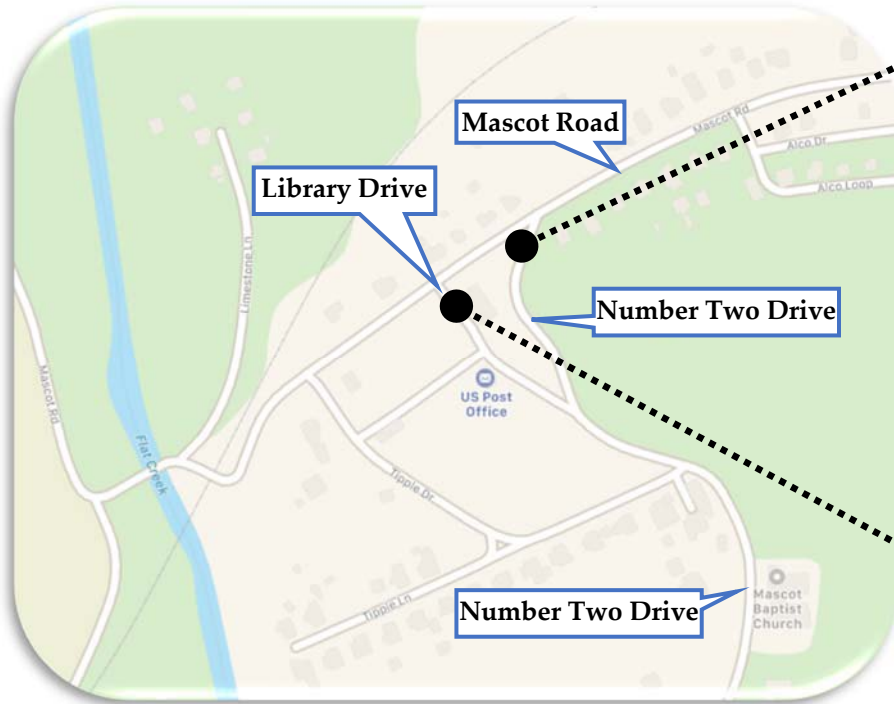 Mascot Road
Mascot Rd
Alco Dr
Alco Loop
Library Drive
Limestone Ln
Number Two Drive
Mascot Rd
US Post
Office
Flat Creek
Tipple Dr
Tipple Ln
Number Two Drive
Mascot
Baptist
Church